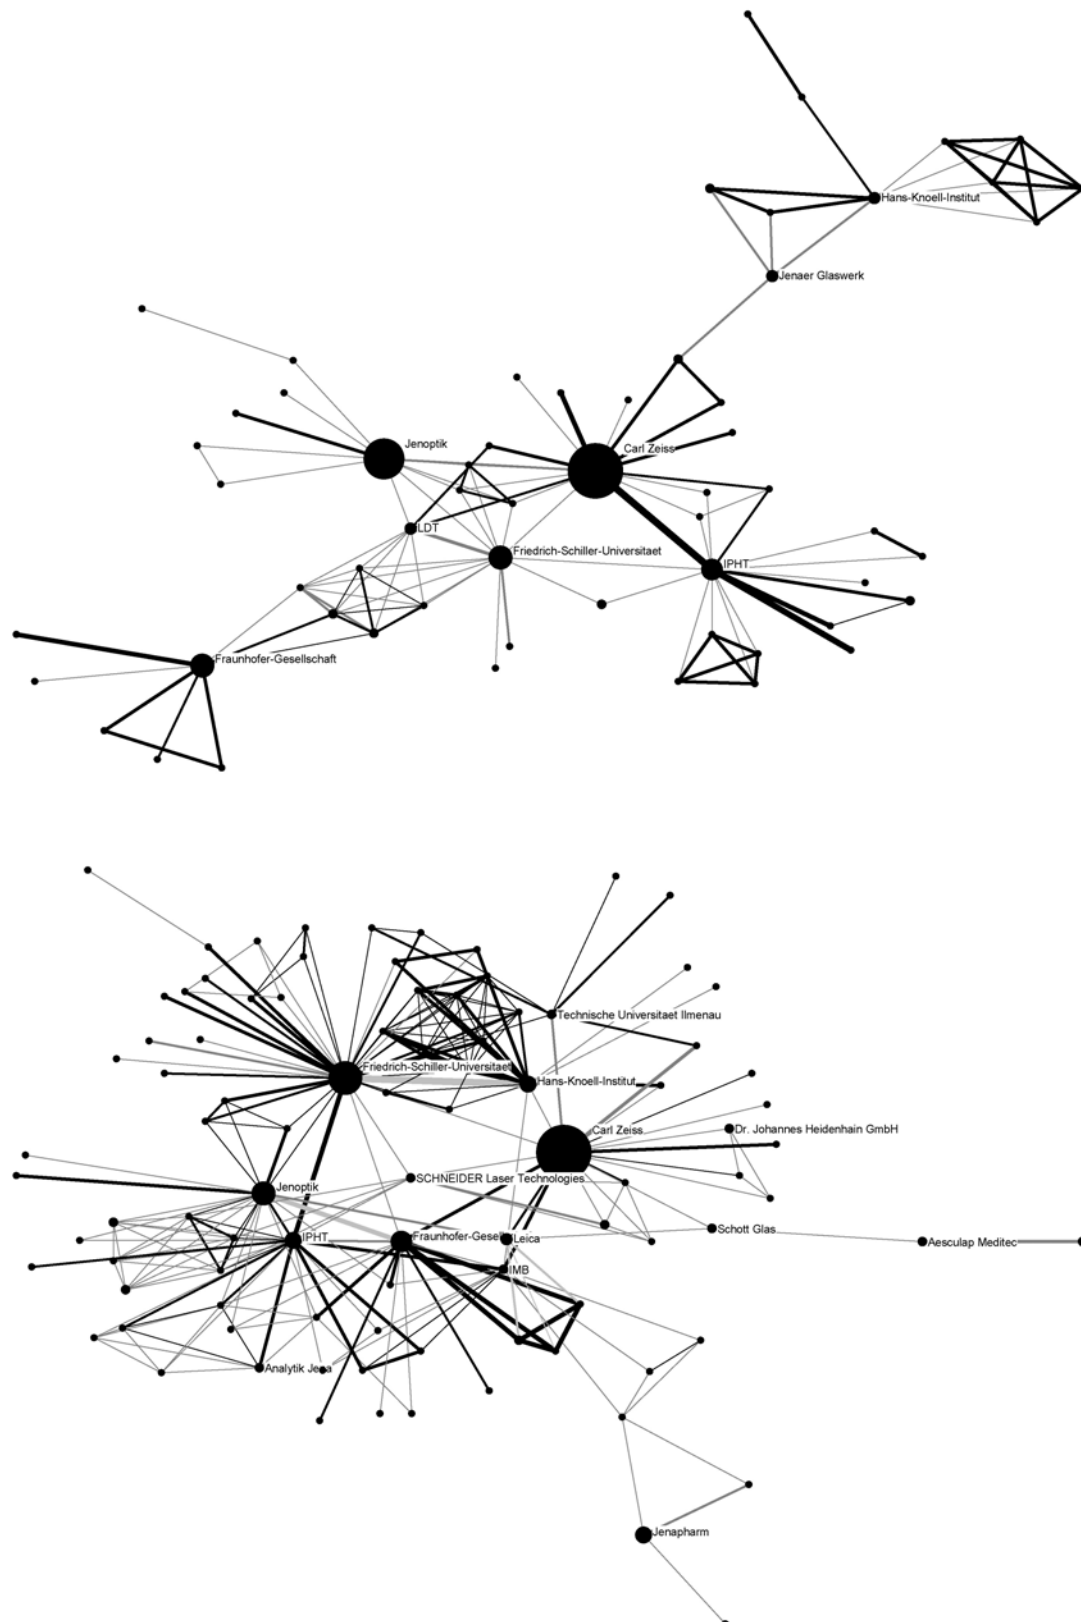 Hans-Knoell-Institut
Jenaer Glaswerk
Jenoptik
Carl Zeiss
LDT
Friedrich-Schiller-Universitaet
IPHT
Fraunhofer-Gesellschaft
Technische Universitaet Ilmenau
Friedrich-Schiller-Universitaet
Hans-Knoell-Institut
Carl Zeiss
Dr. Johannes Heidenhain GmbH
SCHNEIDER Laser Technologies
Jenoptik
Schott Glas
IPHT
Fraunhofer-Gesell
Leica
Aesculap Meditec
IMB
Analytik Jena
Jenapharm